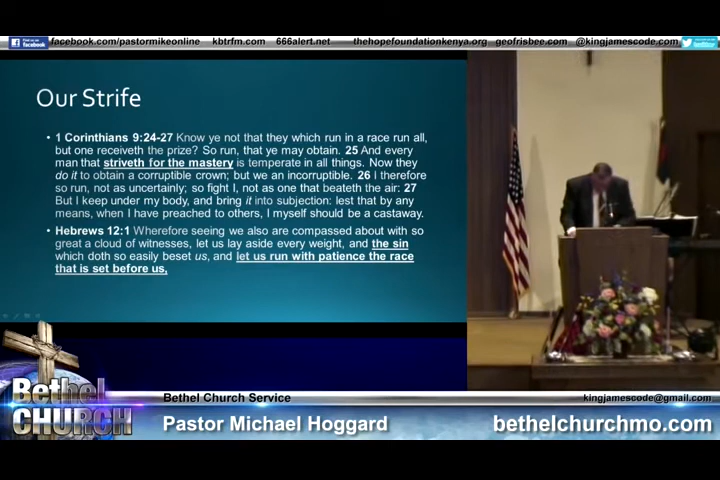 Find us on facebook facebook.com/pastormikeonline kbtrfm.com 666alert.net thehopefoundationkenya.org geofrisbee.com @kingjamescode.com
Our Strife
• 1 Corinthians 9:24-27 Know ye not that they which run in a race run all,
but one receiveth the prize? So run, that ye may obtain. 25 And every
man that striveth for the mastery is temperate in all things. Now they
do it to obtain a corruptible crown; but we an incorruptible. 26 I therefore
so run, not as uncertainly; so fight I, not as one that beateth the air: 27
But I keep under my body, and bring it into subjection: lest that by any
means, when I have preached to others, I myself should be a castaway.
• Hebrews 12:1 Wherefore seeing we also are compassed about with so
great a cloud of witnesses, let us lay aside every weight, and the sin
which doth so easily beset us, and let us run with patience the race
that is set before us,
Bethel
CHURCH
Bethel Church Service
kingjamescode@gmail.com
Pastor Michael Hoggard
bethelchurchmo.com